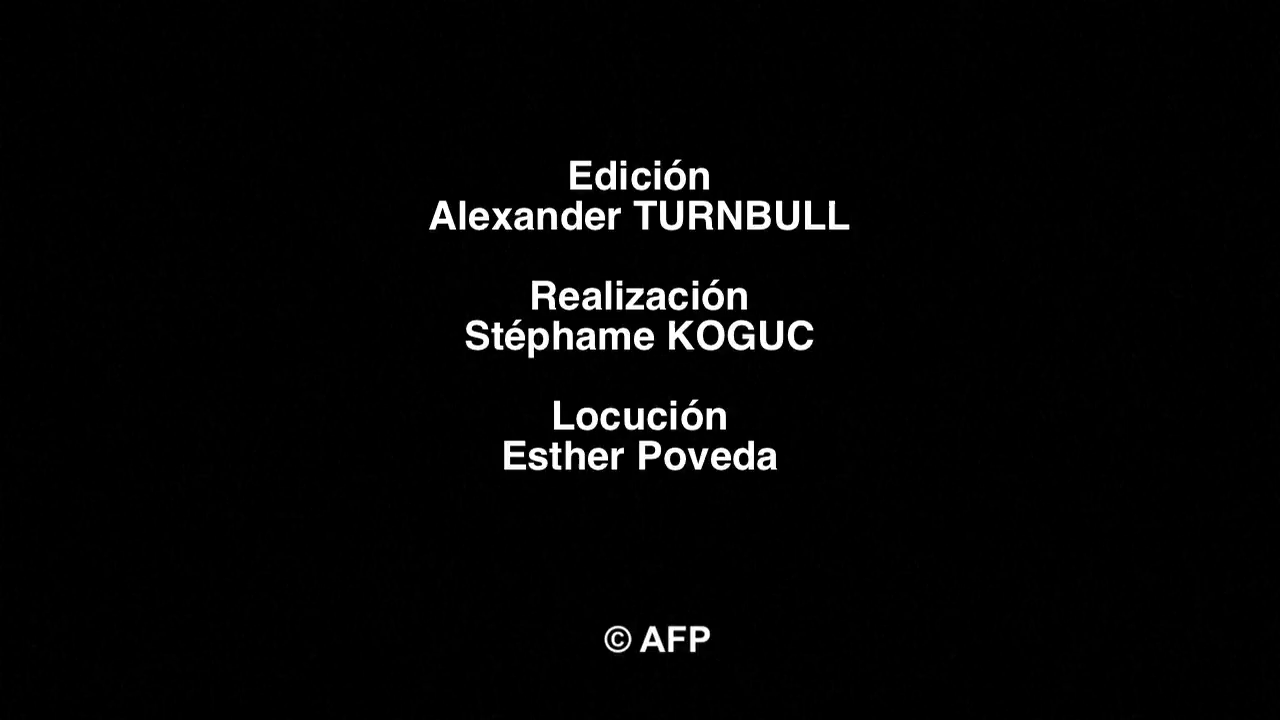 Edición
Alexander TURNBULL
Realización
Stéphame KOGUC
Locución
Esther Poveda
© AFP